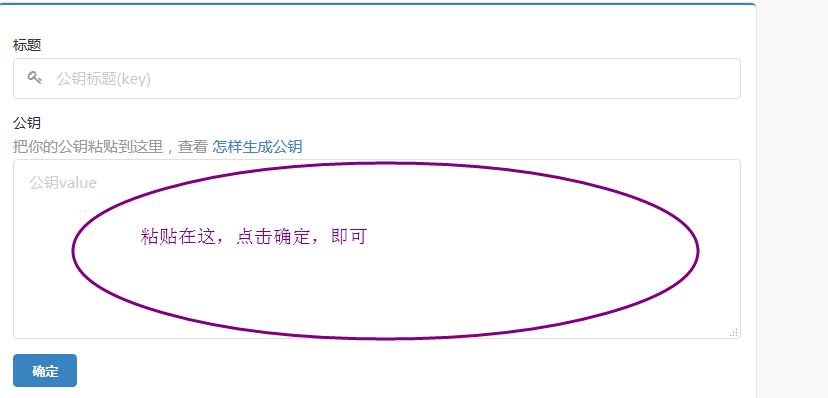 标题
公钥标题(key)
公钥
把你的公钥粘贴到这里，查看 怎样生成公钥
公钥value
粘贴在这，点击确定，即可
确定